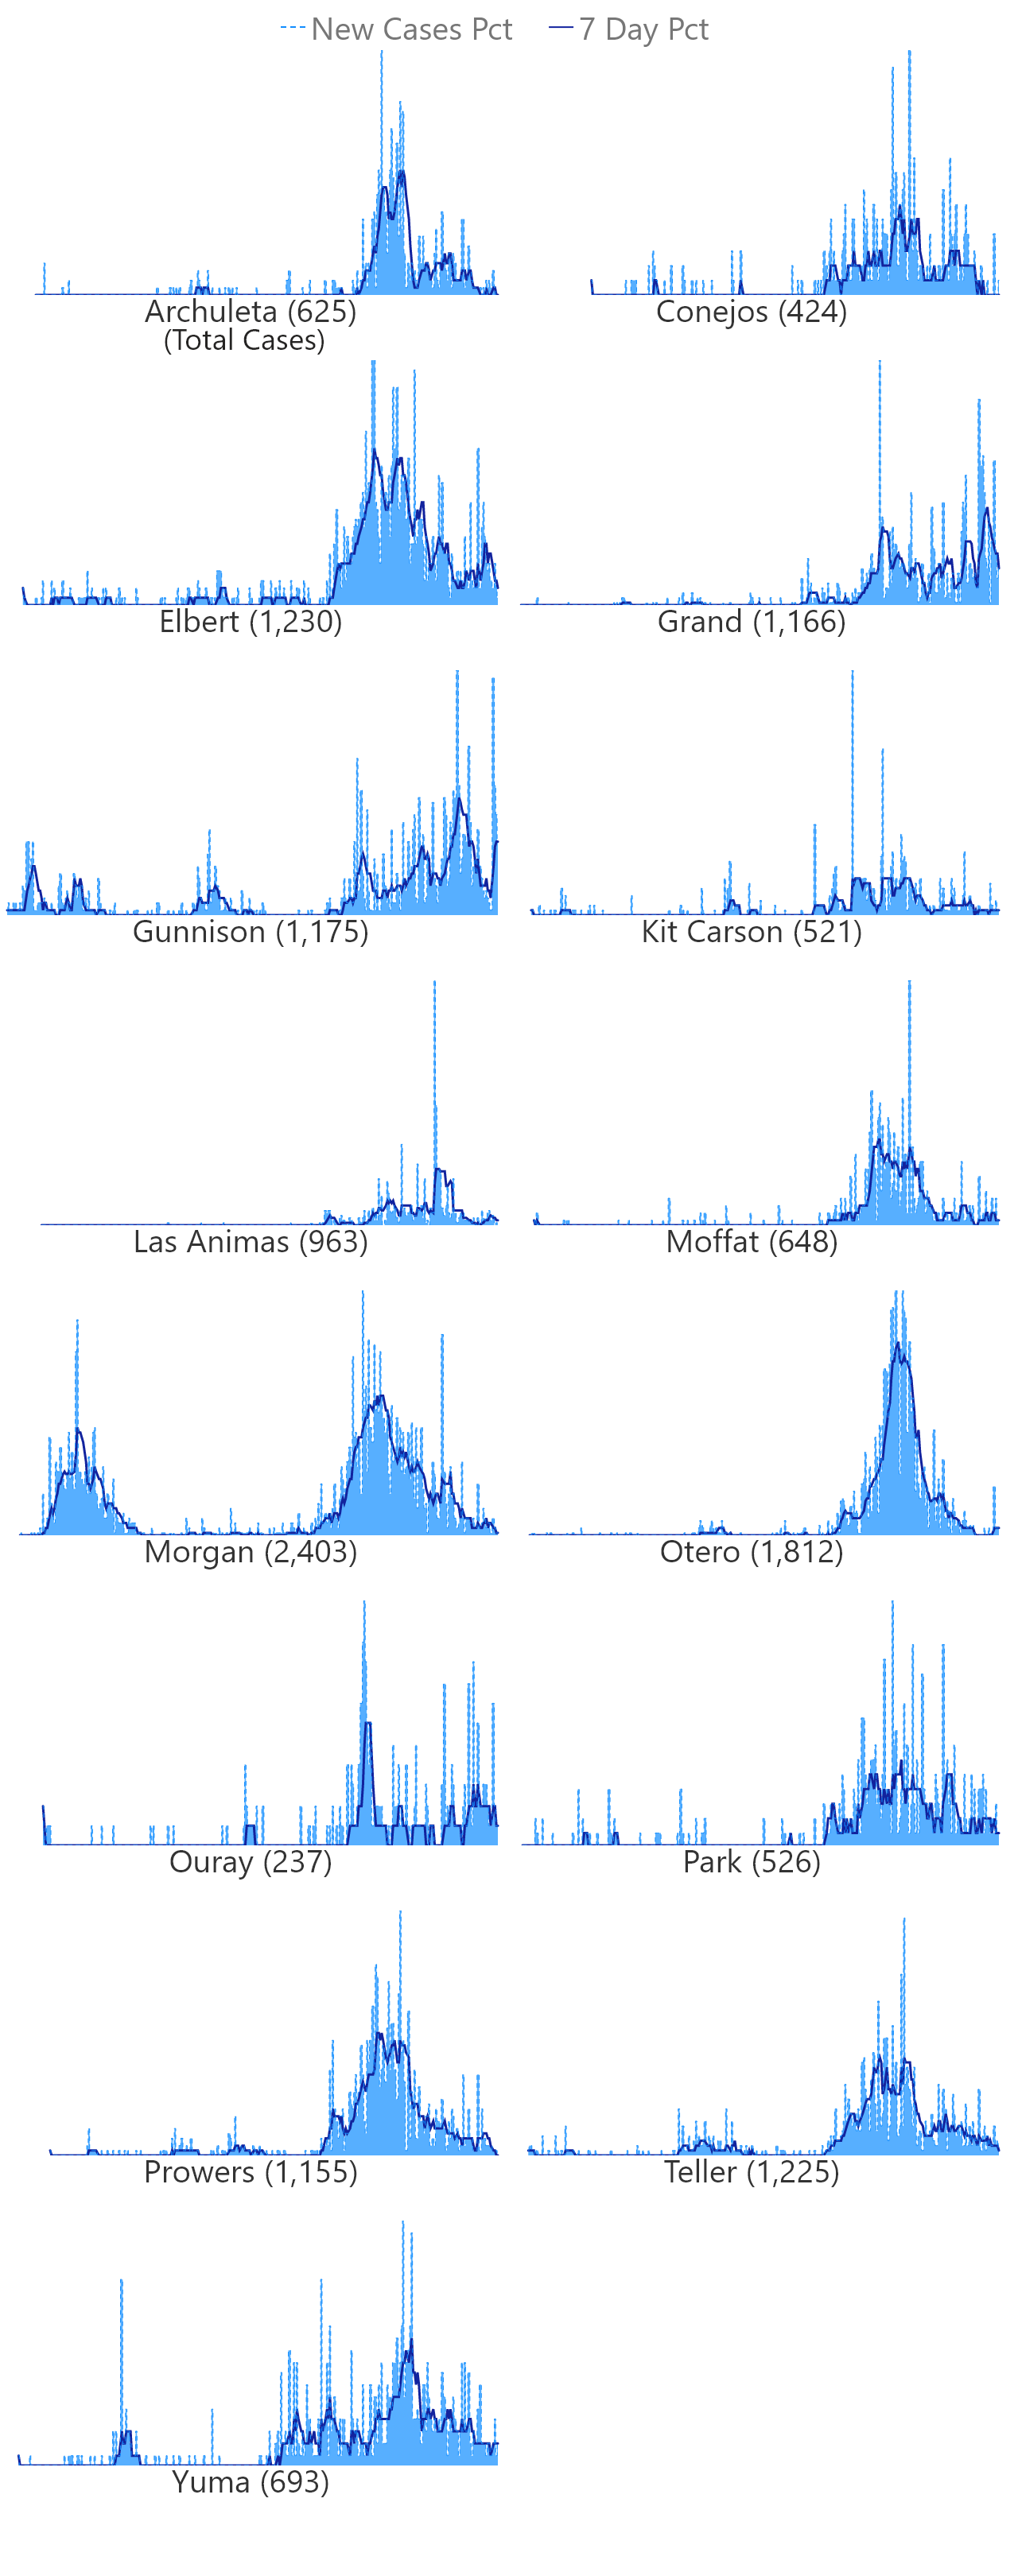 New Cases Pct 7 Day Pct
Archuleta (625)
(Total Cases)
Conejos (424)
Elbert (1,230)
Grand (1,166)
Gunnison (1,175)
Kit Carson (521)
Las Animas (963)
Moffat (648)
Morgan (2,403)
Otero (1,812)
Ouray (237)
Park (526)
Prowers (1,155)
Teller (1,225)
Yuma (693)